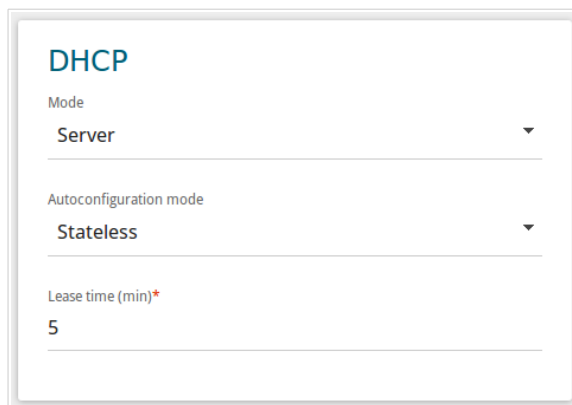 DHCP
Mode
Server
Autoconfiguration mode
Stateless
Lease time (min)*
5